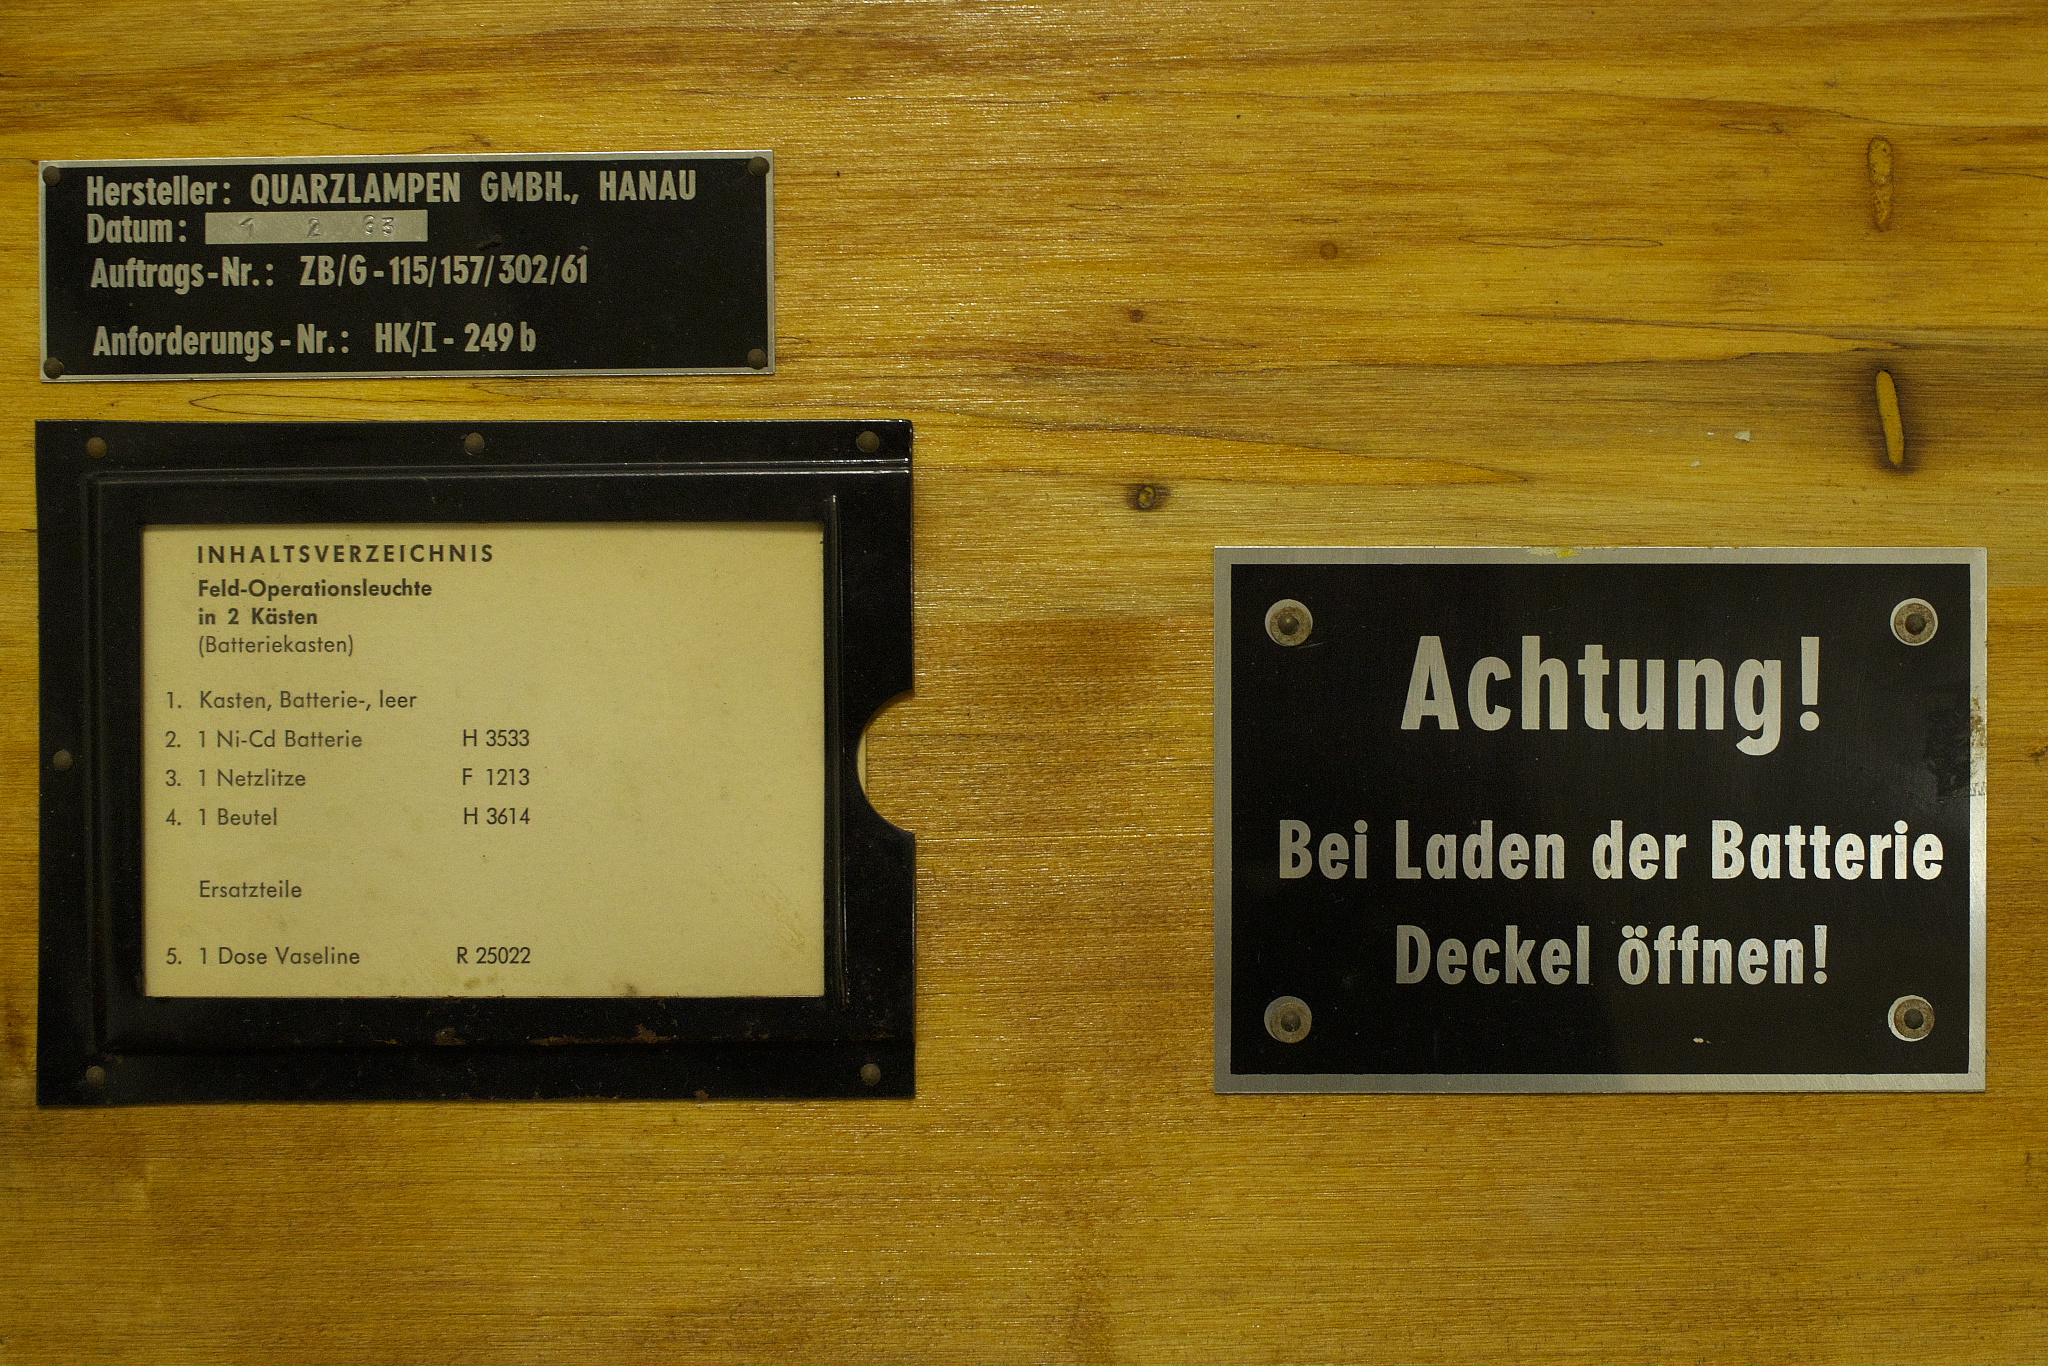 Hersteller: QUARZLAMPEN GMBH., HANAU
Datum: 1 2 63
Auftrags-Nr.: ZB/G-115/157/302/61
Anforderungs-Nr.: HK/I-249 b
INHALTSVERZEICHNIS
Feld-Operationsleuchte
in 2 Kästen
(Batteriekasten)
1. Kasten, Batterie-, leer
2. 1 Ni-Cd Batterie H 3533
3. 1 Netzlitze F 1213
4. 1 Beutel H 3614
Ersatzteile
5. 1 Dose Vaseline R 25022
Achtung!
Bei Laden der Batterie
Deckel öffnen!